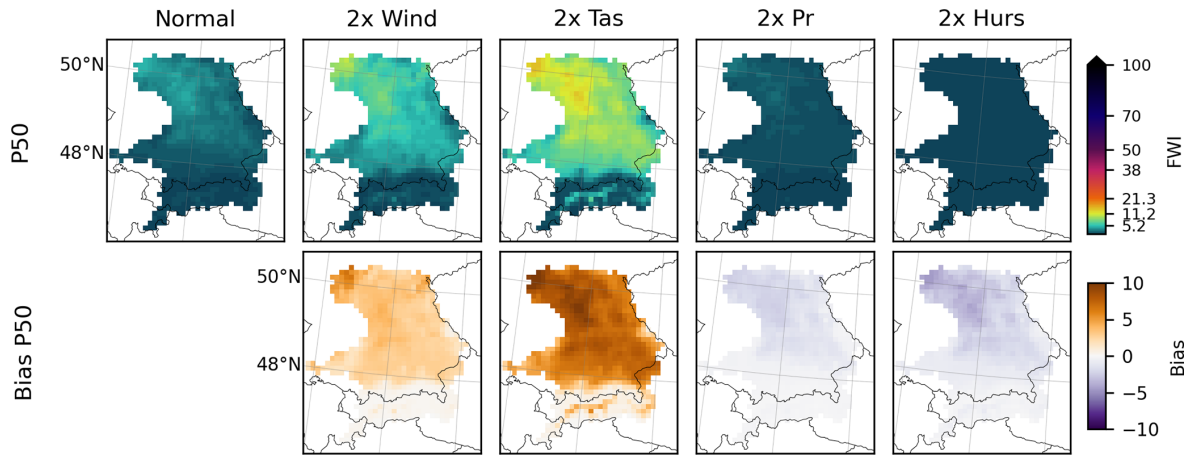 Normal
2x Wind
2x Tas
2x Pr
2x Hurs
P50
50°N
48°N
100
70
50
38
21.3
11.2
5.2
FWI
Bias P50
50°N
48°N
10
5
0
−5
−10
Bias